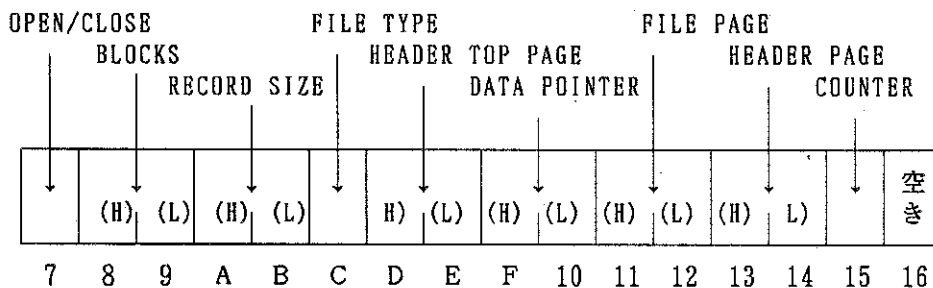 OPEN/CLOSE FILE TYPE FILE PAGE
BLOCKS HEADER TOP PAGE HEADER PAGE
RECORD SIZE DATA POINTER COUNTER
(H) (L) (H) (L) H) (L) (H) (L) (H) (L) (H) L) 空き
7 8 9 A B C D E F 10 11 12 13 14 15 16